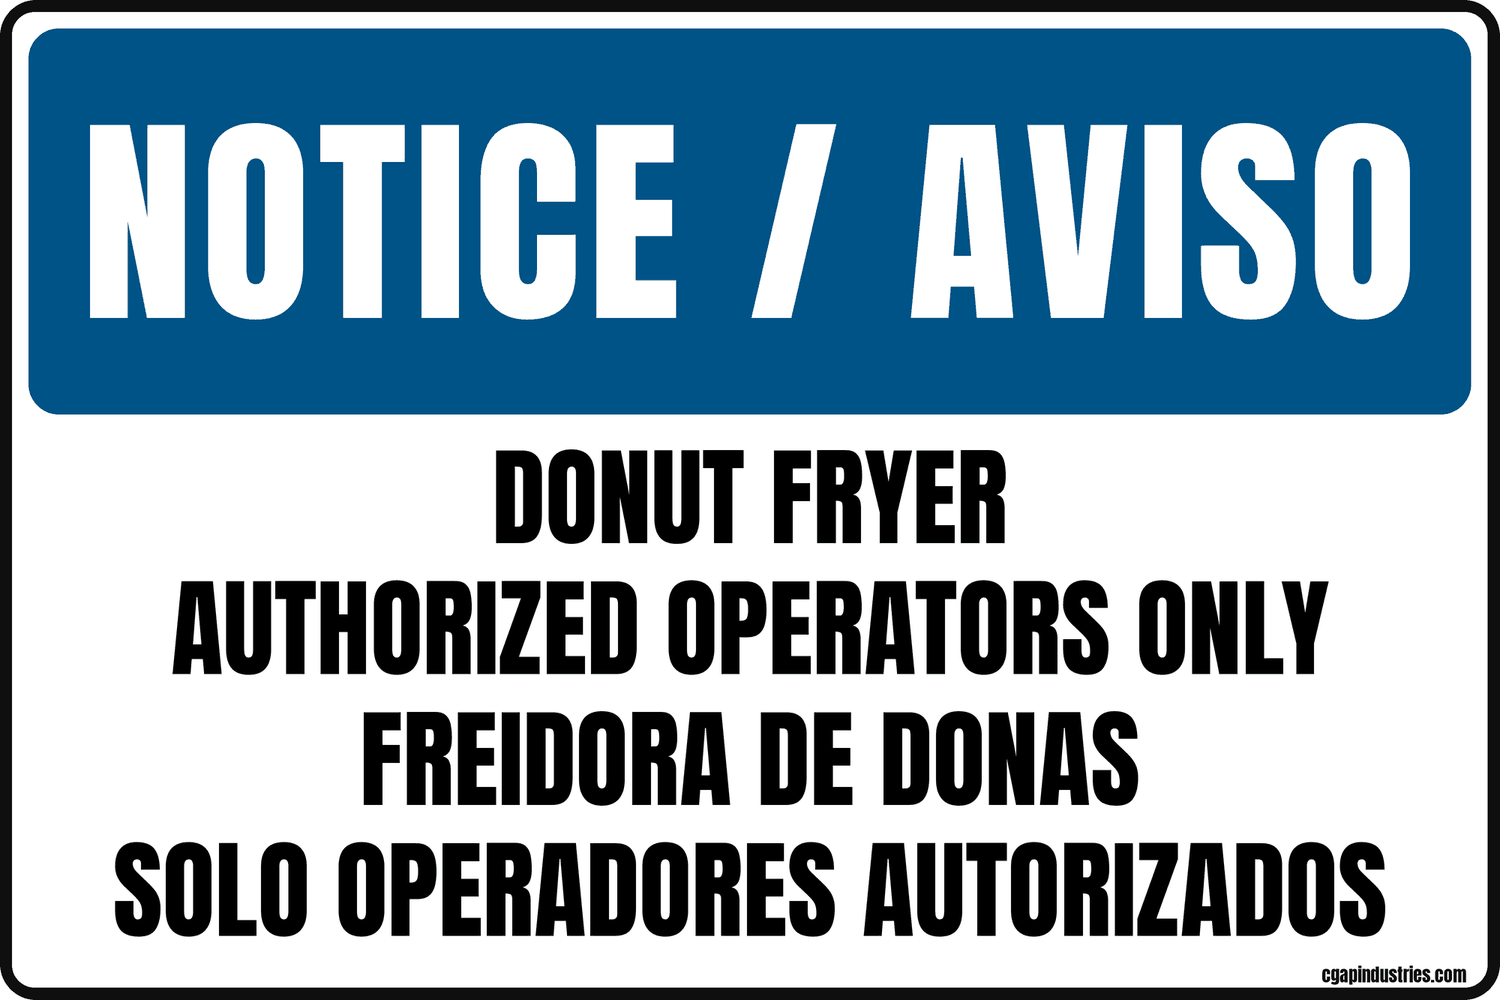 NOTICE / AVISO
DONUT FRYER
AUTHORIZED OPERATORS ONLY
FREIDORA DE DONAS
SOLO OPERADORES AUTORIZADOS
cgapindustries.com